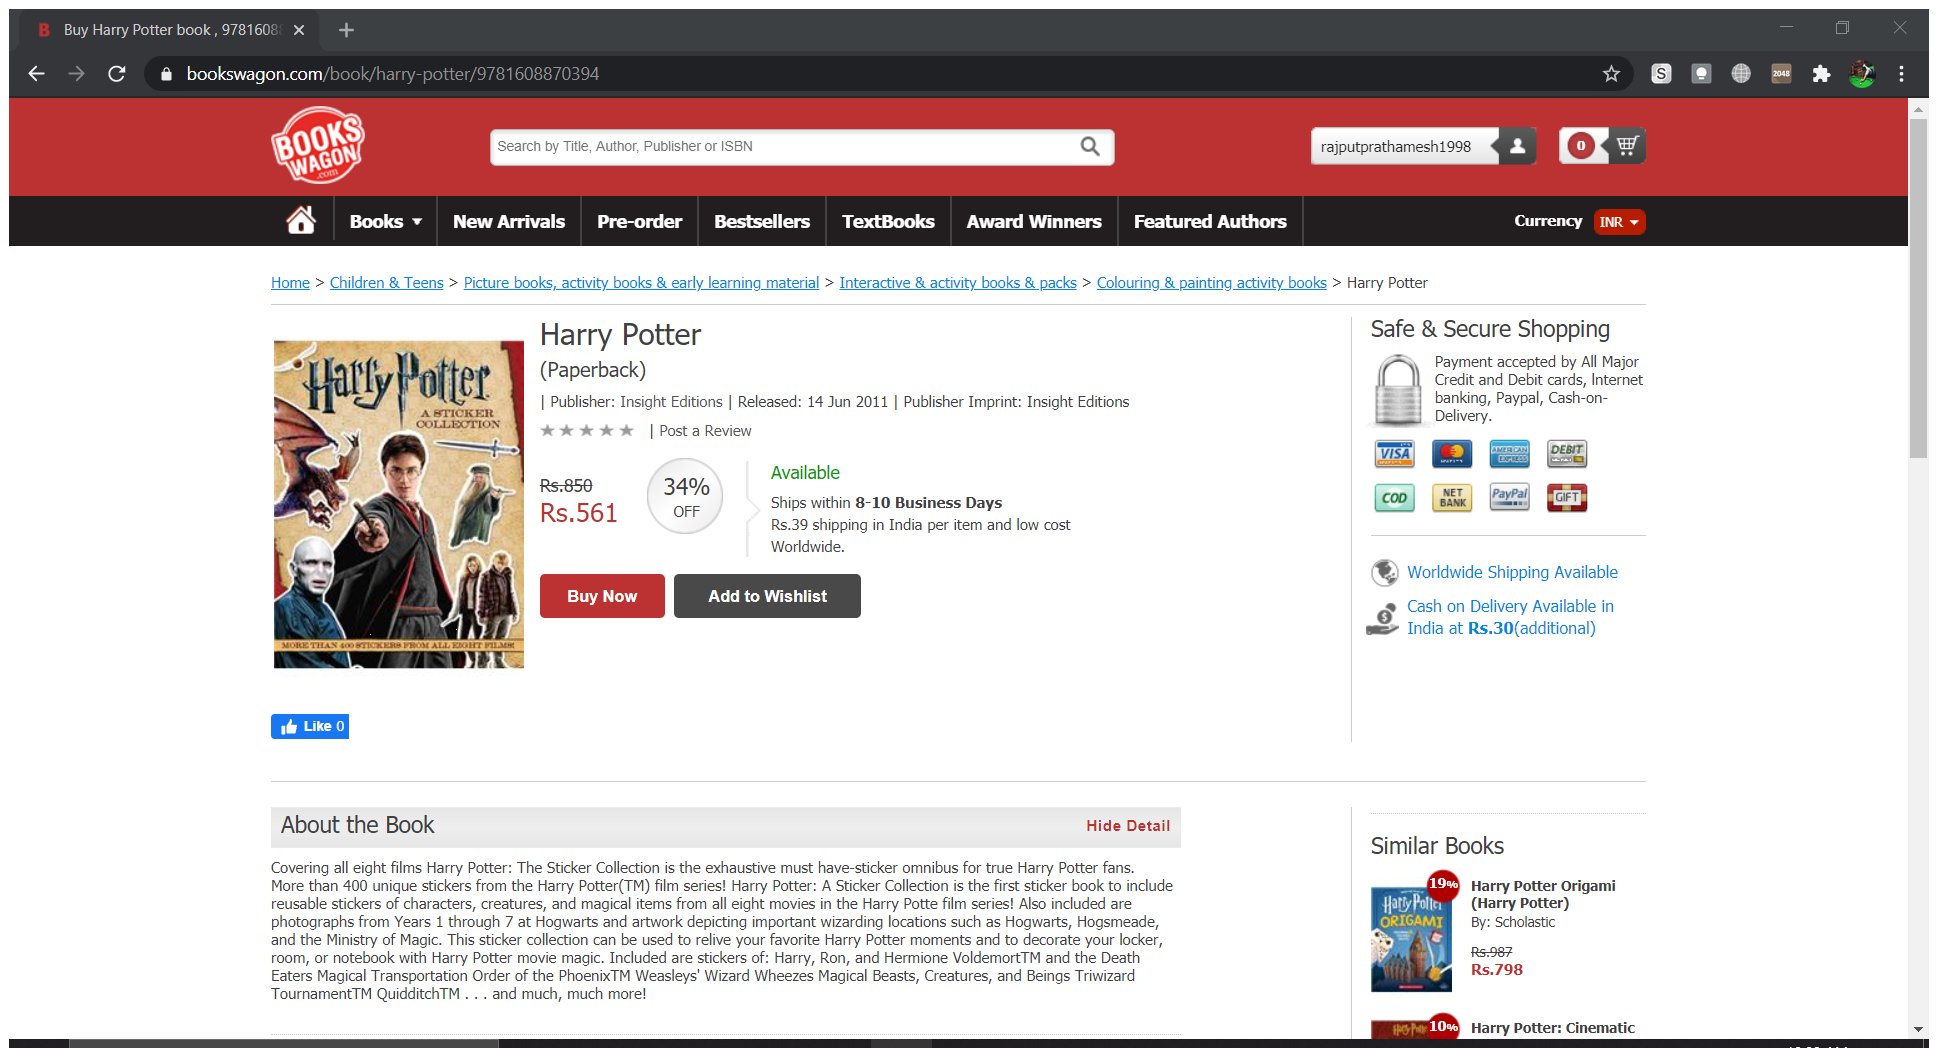 Buy Harry Potter book , 9781608
bookswagon.com/book/harry-potter/9781608870394
S
2048
BOOKS
WAGON
.com
Search by Title, Author, Publisher or ISBN
rajputprathamesh1998
0
Books
New Arrivals
Pre-order
Bestsellers
TextBooks
Award Winners
Featured Authors
Currency
INR
Home > Children & Teens > Picture books, activity books & early learning material > Interactive & activity books & packs > Colouring & painting activity books > Harry Potter
Harry Potter
A STICKER
COLLECTION
MORE THAN 400 STICKERS FROM ALL EIGHT FILMS!
Harry Potter
(Paperback)
| Publisher: Insight Editions | Released: 14 Jun 2011 | Publisher Imprint: Insight Editions
| Post a Review
Rs.850
Rs.561
34%
OFF
Available
Ships within 8-10 Business Days
Rs.39 shipping in India per item and low cost
Worldwide.
Buy Now
Add to Wishlist
Like 0
Safe & Secure Shopping
Payment accepted by All Major
Credit and Debit cards, Internet
banking, Paypal, Cash-on-
Delivery.
VISA
AMERICAN
EXPRESS
DEBIT
COD
NET
BANK
PayPal
GIFT
Worldwide Shipping Available
Cash on Delivery Available in
India at Rs.30(additional)
About the Book
Hide Detail
Covering all eight films Harry Potter: The Sticker Collection is the exhaustive must have-sticker omnibus for true Harry Potter fans.
More than 400 unique stickers from the Harry Potter(TM) film series! Harry Potter: A Sticker Collection is the first sticker book to include
reusable stickers of characters, creatures, and magical items from all eight movies in the Harry Potte film series! Also included are
photographs from Years 1 through 7 at Hogwarts and artwork depicting important wizarding locations such as Hogwarts, Hogsmeade,
and the Ministry of Magic. This sticker collection can be used to relive your favorite Harry Potter moments and to decorate your locker,
room, or notebook with Harry Potter movie magic. Included are stickers of: Harry, Ron, and Hermione VoldemortTM and the Death
Eaters Magical Transportation Order of the PhoenixTM Weasleys' Wizard Wheezes Magical Beasts, Creatures, and Beings Triwizard
TournamentTM QuidditchTM . . . and much, much more!
Similar Books
19%
Harry Potter
ORIGAMI
Harry Potter Origami
(Harry Potter)
By: Scholastic
Rs.987
Rs.798
10%
Harry Potter: Cinematic